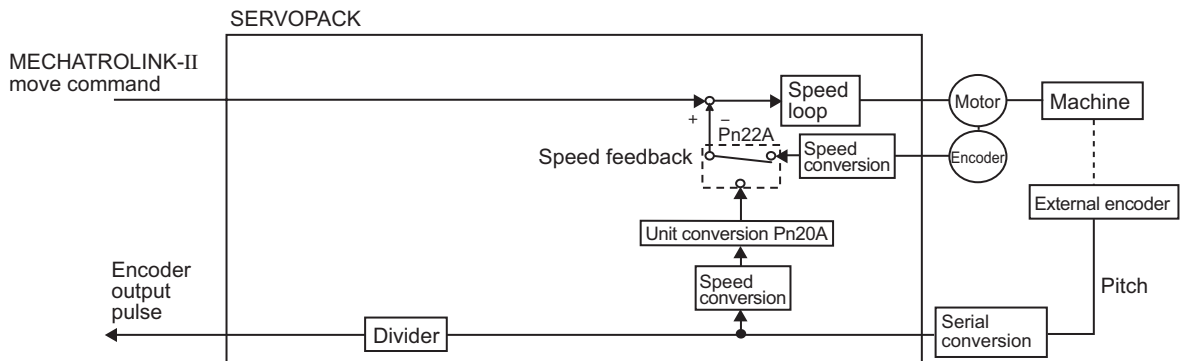 SERVOPACK
MECHATROLINK-II
move command
Speed
loop
Motor
Machine
+
−
Pn22A
Speed feedback
Speed
conversion
Encoder
External encoder
Unit conversion Pn20A
Encoder
output
pulse
Speed
conversion
Pitch
Divider
Serial
conversion